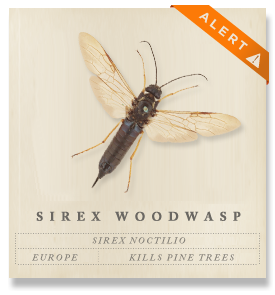 ALERT
SIREX WOODWASP
SIREX NOCTILIO
EUROPE KILLS PINE TREES